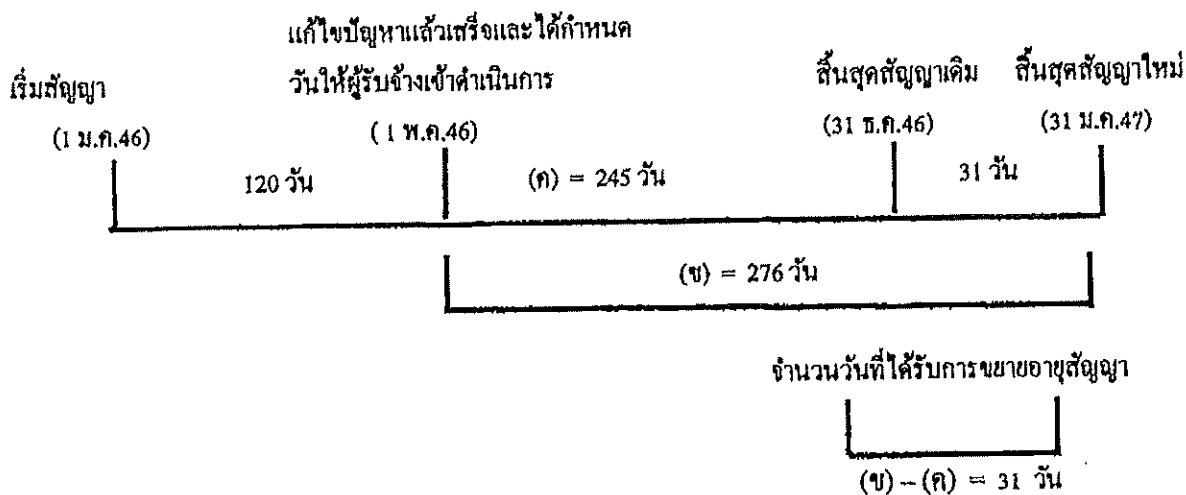 แก้ไขปัญหาแล้วเสร็จและได้กำหนด
วันให้ผู้รับจ้างเข้าดำเนินการ
เริ่มสัญญา
สิ้นสุดสัญญาเดิม
สิ้นสุดสัญญาใหม่
(1 ม.ค.46)
(1 พ.ค.46)
(31 ธ.ค.46)
(31 ม.ค.47)
120 วัน
(ค) = 245 วัน
31 วัน
(ข) = 276 วัน
จำนวนวันที่ได้รับการขยายอายุสัญญา
(ข) – (ค) = 31 วัน